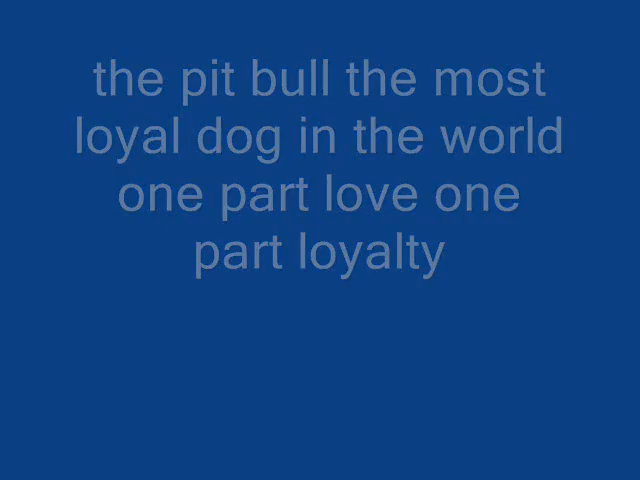 the pit bull the most
loyal dog in the world
one part love one
part loyalty